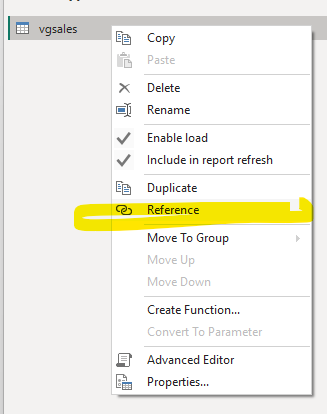 vgsales
Copy
Paste
Delete
Rename
Enable load
Include in report refresh
Duplicate
Reference
Move To Group
Move Up
Move Down
Create Function...
Convert To Parameter
Advanced Editor
Properties...